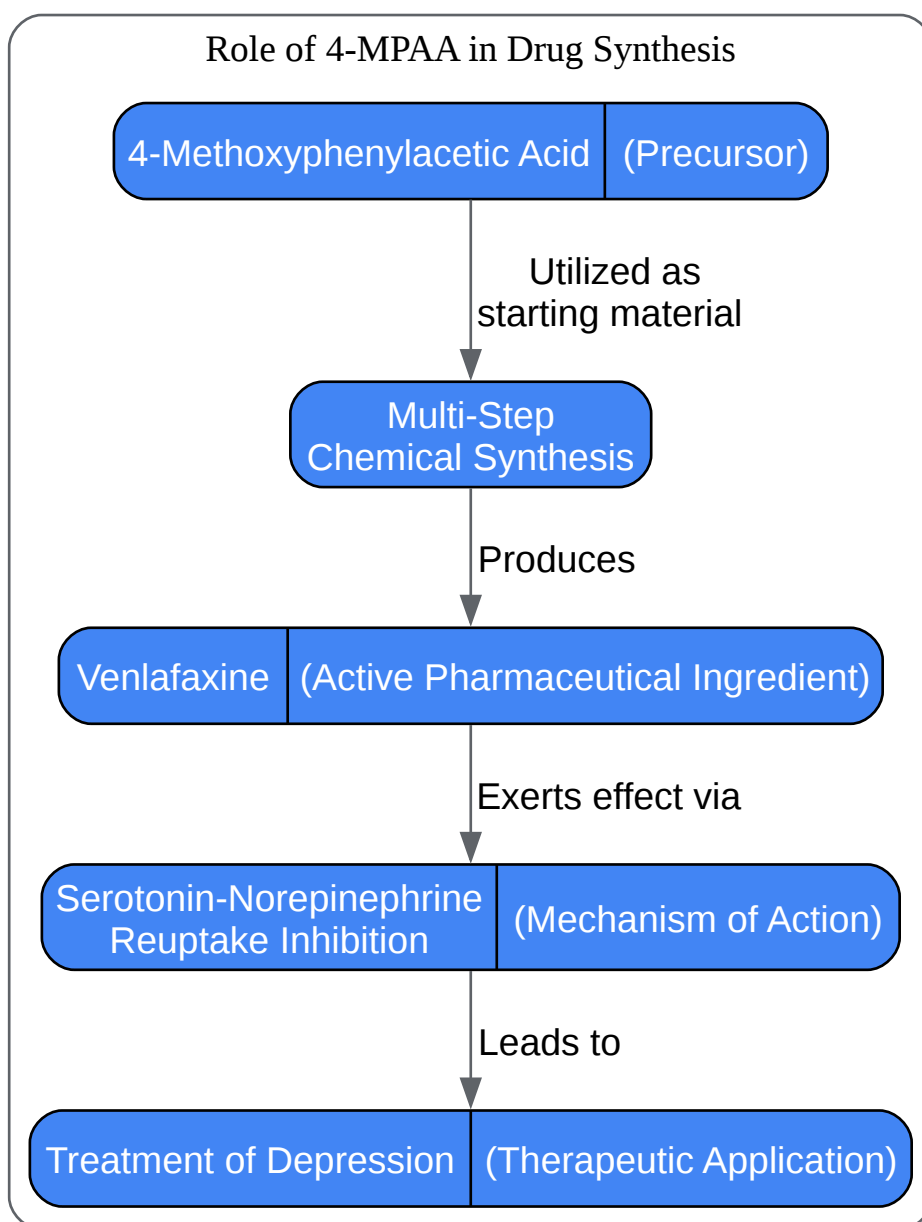 Role of 4-MPAA in Drug Synthesis
4-Methoxyphenylacetic Acid
(Precursor)
Utilized as
starting material
Multi-Step
Chemical Synthesis
Produces
Venlafaxine
(Active Pharmaceutical Ingredient)
Exerts effect via
Serotonin-Norepinephrine
Reuptake Inhibition
(Mechanism of Action)
Leads to
Treatment of Depression
(Therapeutic Application)